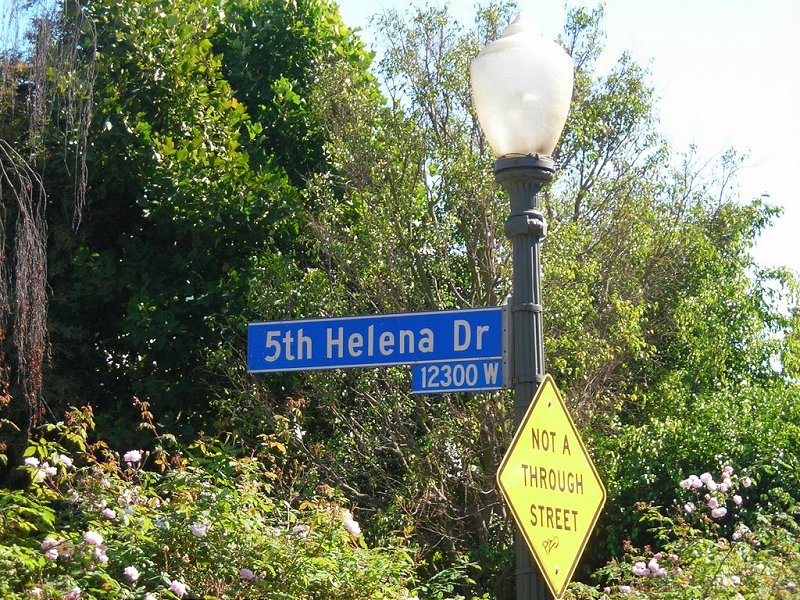 5th Helena Dr
12300 W
NOT A
THROUGH
STREET